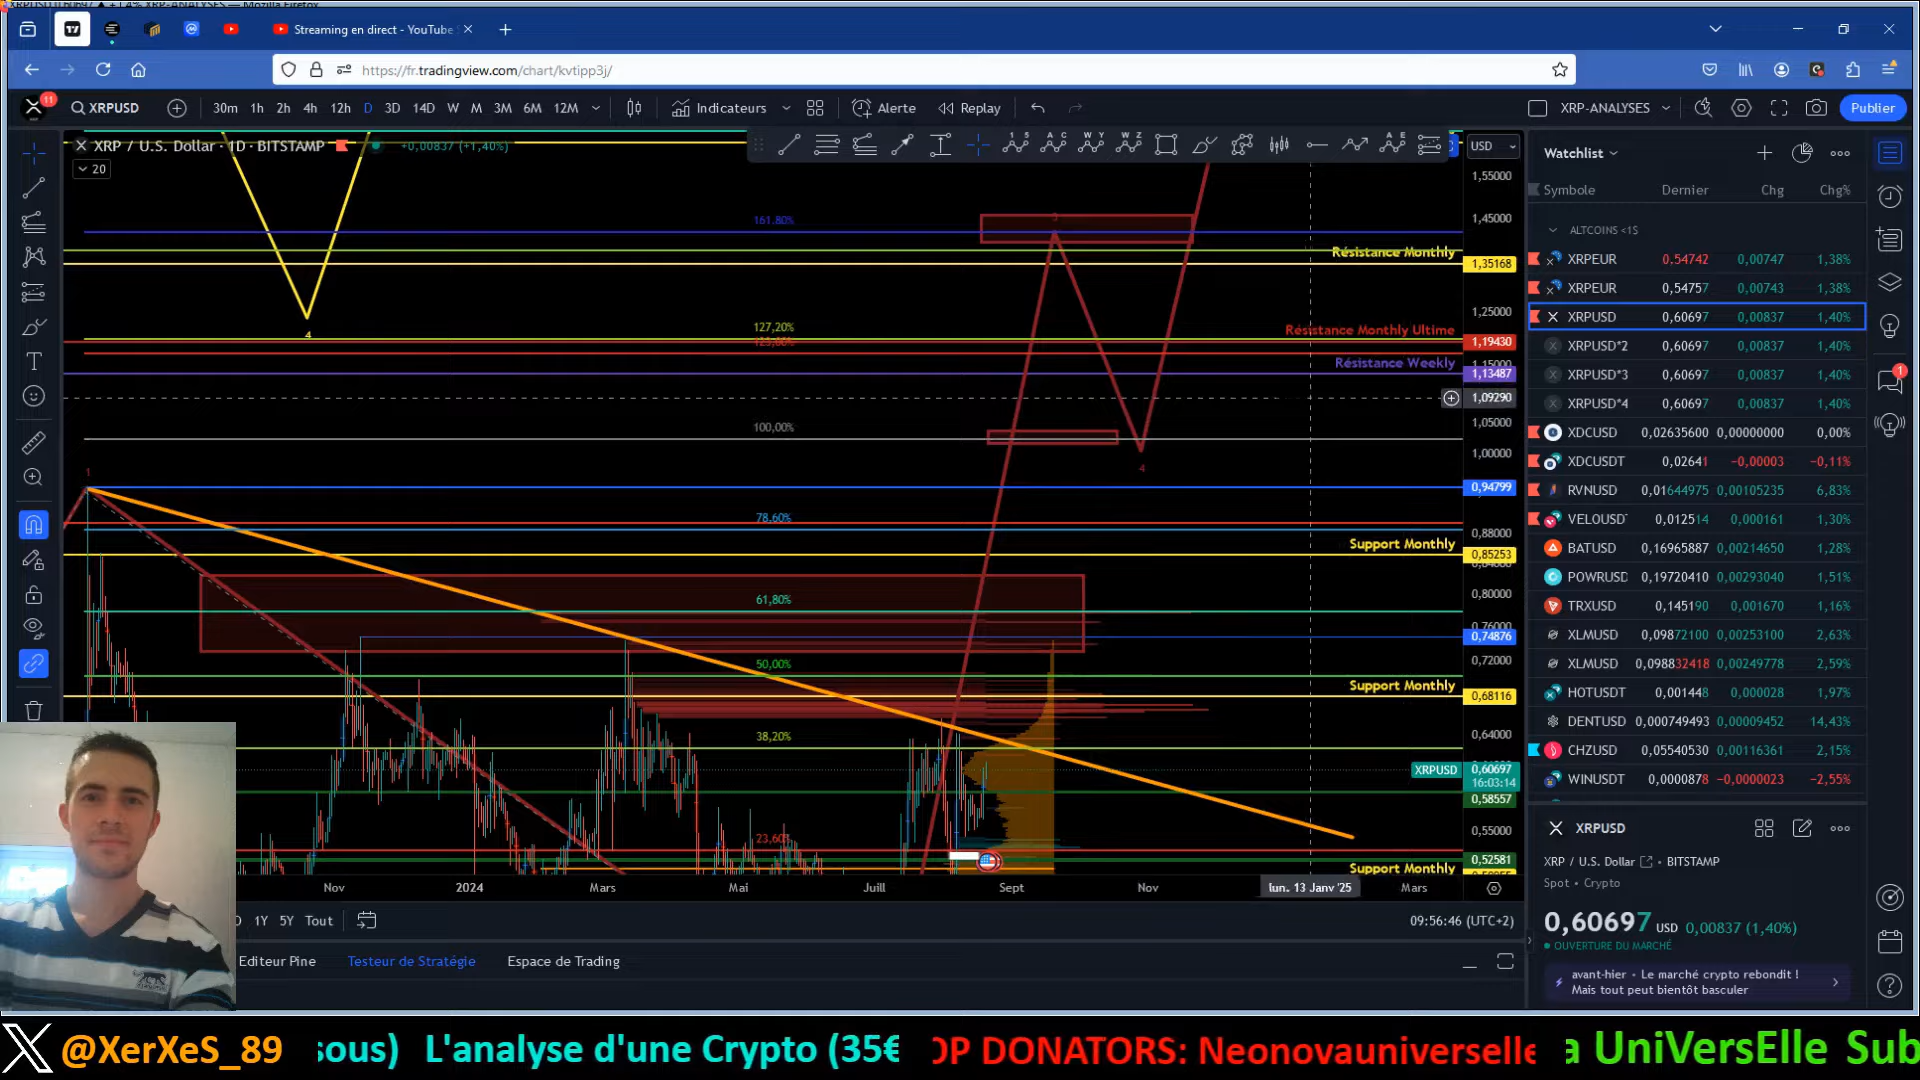 Streaming en direct - YouTube
https://fr.tradingview.com/chart/kvtipp3j/
11
XRPUSD
30m 1h 2h 4h 12h D 3D 14D W M 3M 6M 12M
Indicateurs
Alerte
Replay
XRP-ANALYSES
Publier
XRP / U.S. Dollar · 1D · BITSTAMP
+0,00837 (+1,40%)
20
USD
1,55000
161,80%
1,45000
Résistance Monthly
1,35168
1,25000
127,20%
Résistance Monthly Ultime
1,19430
Résistance Weekly
1,15000
1,13487
1,09290
100,00%
1,05000
1,00000
1
3
4
4
0,94799
78,60%
0,88000
Support Monthly
0,85253
0,84000
61,80%
0,80000
0,76000
0,74876
50,00%
0,72000
Support Monthly
0,68116
38,20%
0,64000
XRPUSD
0,60697
16:03:14
0,58557
0,55000
23,60%
0,52581
Support Monthly
Nov 2024 Mars Mai Juill Sept Nov lun. 13 Janv '25 Mars
1Y 5Y Tout
09:56:46 (UTC+2)
Editeur Pine
Testeur de Stratégie
Espace de Trading
Watchlist
Symbole Dernier Chg Chg%
ALTCOINS <1$
XRPEUR 0,54742 0,00747 1,38%
XRPEUR 0,54757 0,00743 1,38%
XRPUSD 0,60697 0,00837 1,40%
XRPUSD*2 0,60697 0,00837 1,40%
XRPUSD*3 0,60697 0,00837 1,40%
XRPUSD*4 0,60697 0,00837 1,40%
XDCUSD 0,02635600 0,00000000 0,00%
XDCUSDT 0,02641 −0,00003 −0,11%
RVNUSD 0,01644975 0,00105235 6,83%
VELOUSDT 0,012514 0,000161 1,30%
BATUSD 0,16965887 0,00214650 1,28%
POWRUSD 0,19720410 0,00293040 1,51%
TRXUSD 0,145190 0,001670 1,16%
XLMUSD 0,09872100 0,00253100 2,63%
XLMUSD 0,098832418 0,00249778 2,59%
HOTUSDT 0,001448 0,000028 1,97%
DENTUSD 0,000749493 0,00009452 14,43%
CHZUSD 0,05540530 0,00116361 2,15%
WINUSDT 0,0000878 −0,0000023 −2,55%
1
XRPUSD
XRP / U.S. Dollar • BITSTAMP
Spot • Crypto
0,60697 USD 0,00837 (1,40%)
OUVERTURE DU MARCHÉ
avant-hier • Le marché crypto rebondit !
Mais tout peut bientôt basculer
@XerXeS_89
sous) L'analyse d'une Crypto (35€
OP DONATORS: Neonovauniverselle
a UniVersElle Sub